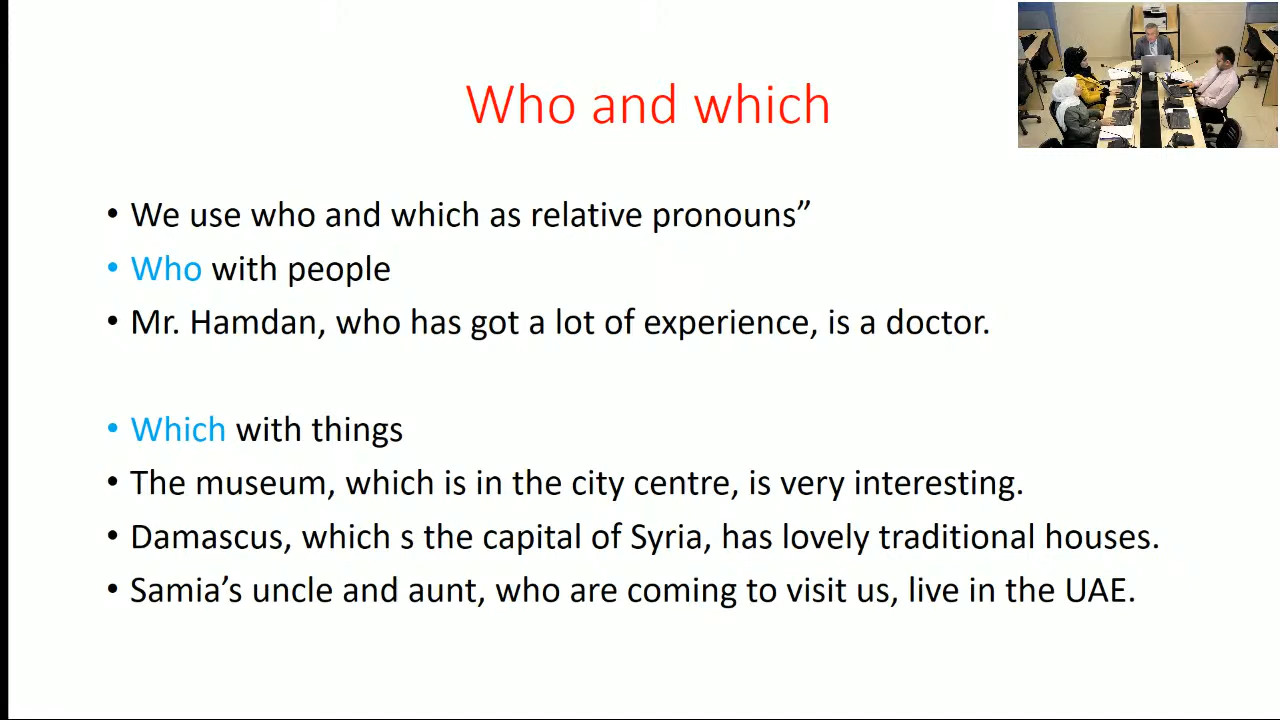 Who and which
• We use who and which as relative pronouns”
• Who with people
• Mr. Hamdan, who has got a lot of experience, is a doctor.
• Which with things
• The museum, which is in the city centre, is very interesting.
• Damascus, which s the capital of Syria, has lovely traditional houses.
• Samia’s uncle and aunt, who are coming to visit us, live in the UAE.